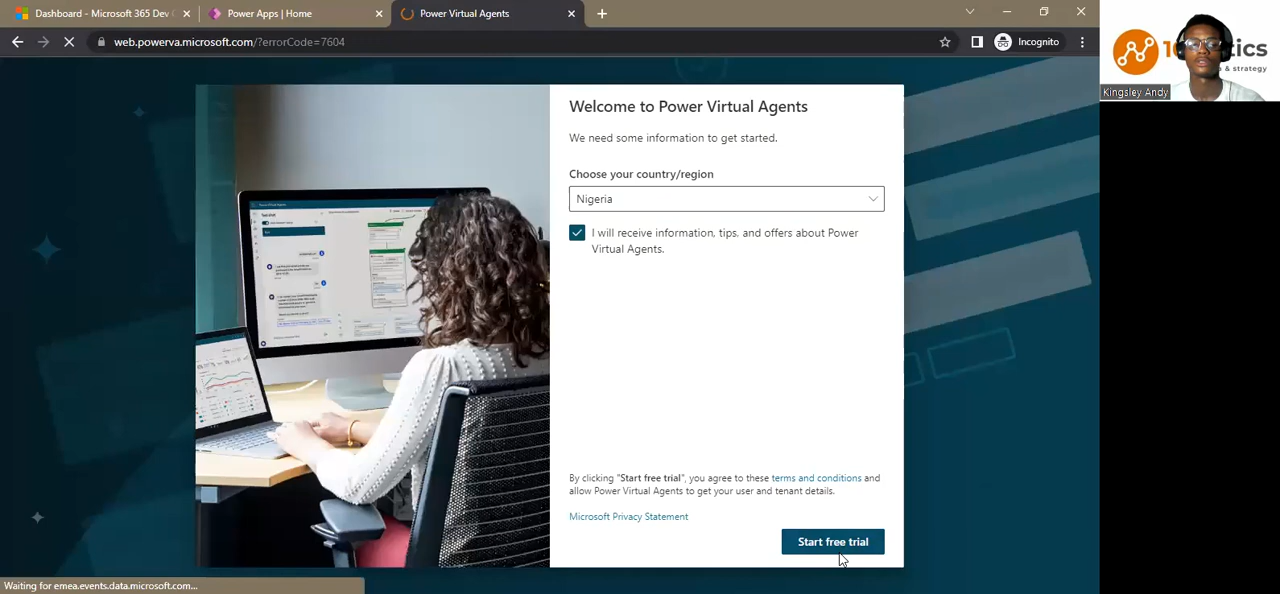 Dashboard - Microsoft 365 Dev
Power Apps | Home
Power Virtual Agents
web.powerva.microsoft.com/?errorCode=7604
Incognito
tics
& strategy
Kingsley Andy
Welcome to Power Virtual Agents
We need some information to get started.
Choose your country/region
Nigeria
I will receive information, tips, and offers about Power
Virtual Agents.
By clicking "Start free trial", you agree to these terms and conditions and
allow Power Virtual Agents to get your user and tenant details.
Microsoft Privacy Statement
Start free trial
Waiting for emea.events.data.microsoft.com...